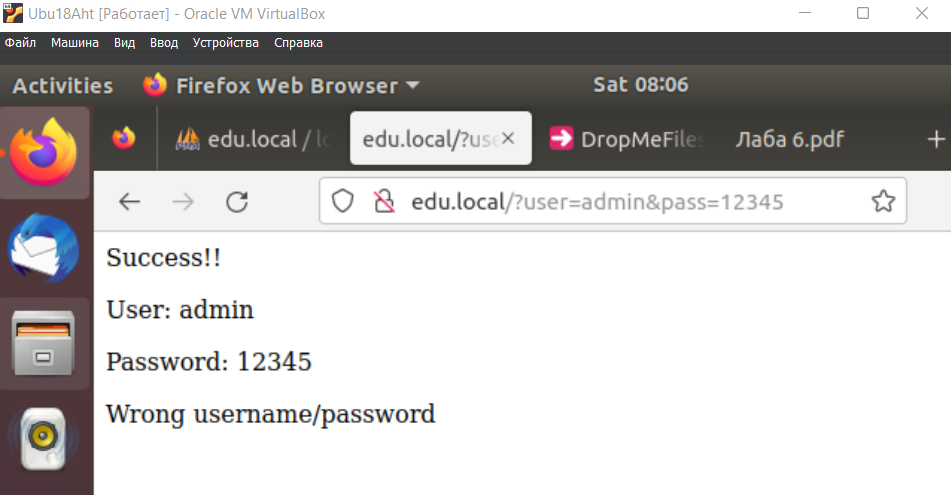 Ubu18Aht [Работает] - Oracle VM VirtualBox
Файл Машина Вид Ввод Устройства Справка
Activities Firefox Web Browser Sat 08:06
edu.local / lo edu.local/?use DropMeFiles Лаба 6.pdf
edu.local/?user=admin&pass=12345
Success!!
User: admin
Password: 12345
Wrong username/password